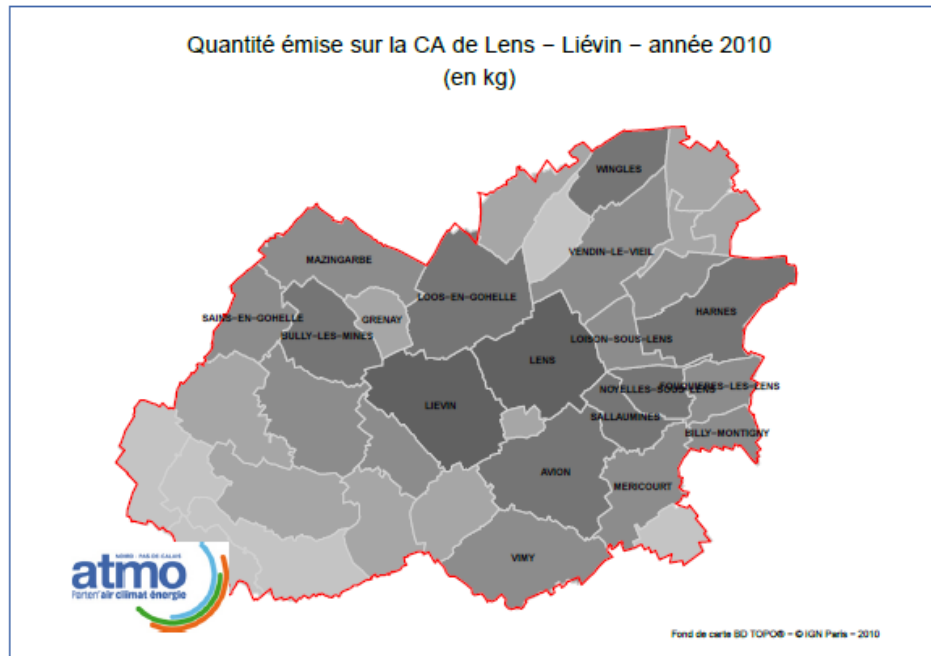 Quantité émise sur la CA de Lens – Liévin – année 2010
(en kg)
WINGLES
VENDIN–LE–VIEIL
MAZINGARBE
LOOS–EN–GOHELLE
HARNES
SAINS–EN–GOHELLE
GRENAY
BULLY–LES–MINES
LOISON–SOUS–LENS
LENS
NOYELLES–SOUS–LENS
FOUQUIERES–LES–LENS
LIEVIN
SALLAUMINES
BILLY–MONTIGNY
AVION
MERICOURT
VIMY
NORD - PAS DE CALAIS
atmo
l'arten'air climat énergie
Fond de carte BD TOPO® – © IGN Paris – 2010